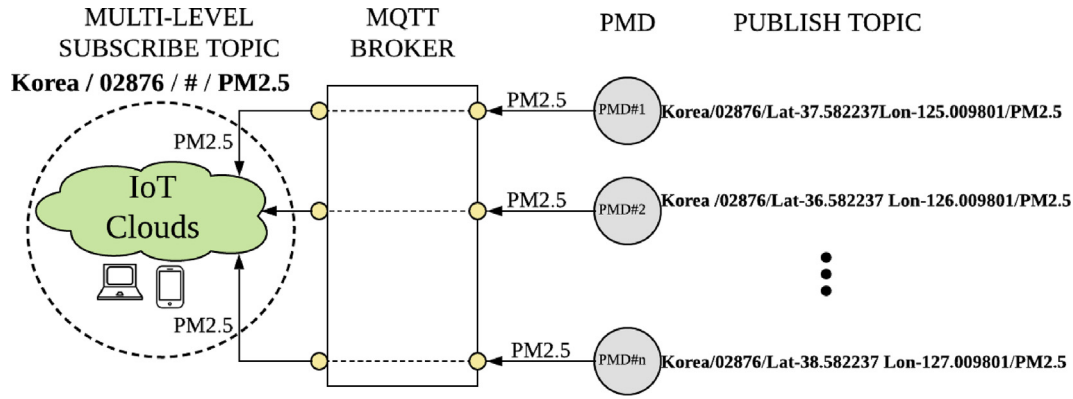 MULTI-LEVEL
SUBSCRIBE TOPIC
Korea / 02876 / # / PM2.5
MQTT
BROKER
PMD
PUBLISH TOPIC
PM2.5
PMD#1
Korea/02876/Lat-37.582237Lon-125.009801/PM2.5
PM2.5
IoT
Clouds
PM2.5
PMD#2
Korea /02876/Lat-36.582237 Lon-126.009801/PM2.5
PM2.5
PM2.5
PMD#n
Korea/02876/Lat-38.582237 Lon-127.009801/PM2.5